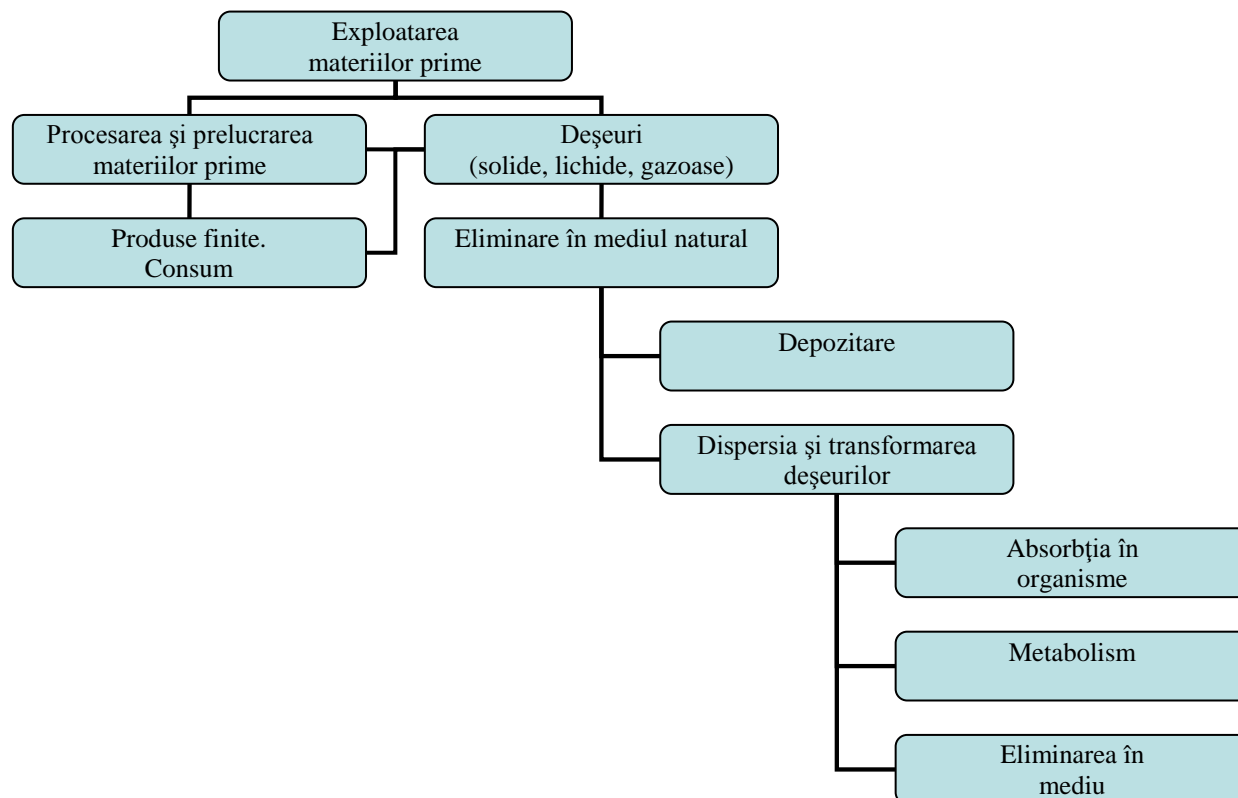 Exploatarea
materiilor prime
Procesarea şi prelucrarea
materiilor prime
Deşeuri
(solide, lichide, gazoase)
Produse finite.
Consum
Eliminare în mediul natural
Depozitare
Dispersia şi transformarea
deşeurilor
Absorbţia în
organisme
Metabolism
Eliminarea în
mediu